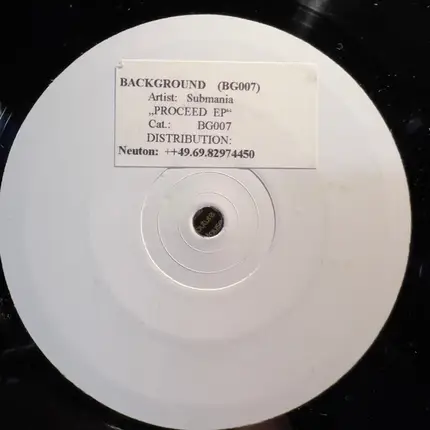 BACKGROUND (BG007)
Artist: Submania
„PROCEED EP“
Cat.: BG007
DISTRIBUTION:
Neuton: ++49.69.82974450